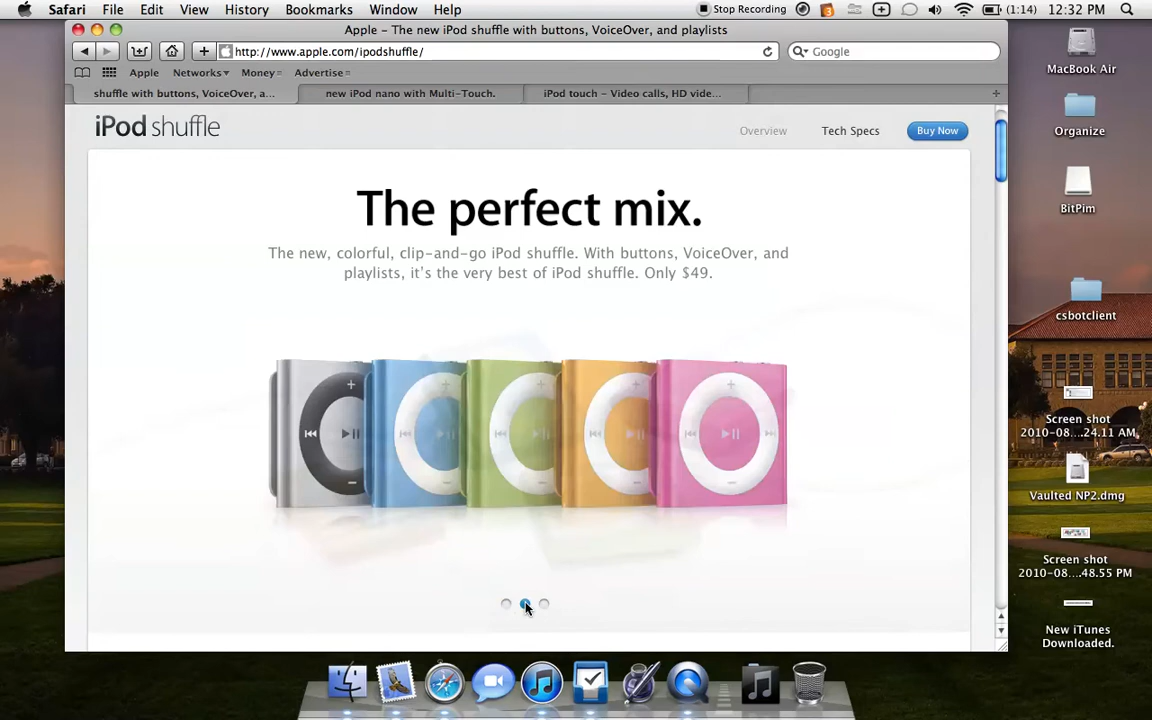 Safari File Edit View History Bookmarks Window Help Stop Recording (1:14) 12:32 PM
Apple – The new iPod shuffle with buttons, VoiceOver, and playlists
http://www.apple.com/ipodshuffle/ Google
Apple Networks Money Advertise
shuffle with buttons, VoiceOver, a... new iPod nano with Multi-Touch. iPod touch – Video calls, HD vide...
iPod shuffle Overview Tech Specs Buy Now
The perfect mix.
The new, colorful, clip-and-go iPod shuffle. With buttons, VoiceOver, and
playlists, it's the very best of iPod shuffle. Only $49.
MacBook Air
Organize
BitPim
csbotclient
Screen shot
2010-08....24.11 AM
Vaulted NP2.dmg
Screen shot
2010-08....48.55 PM
New iTunes
Downloaded.